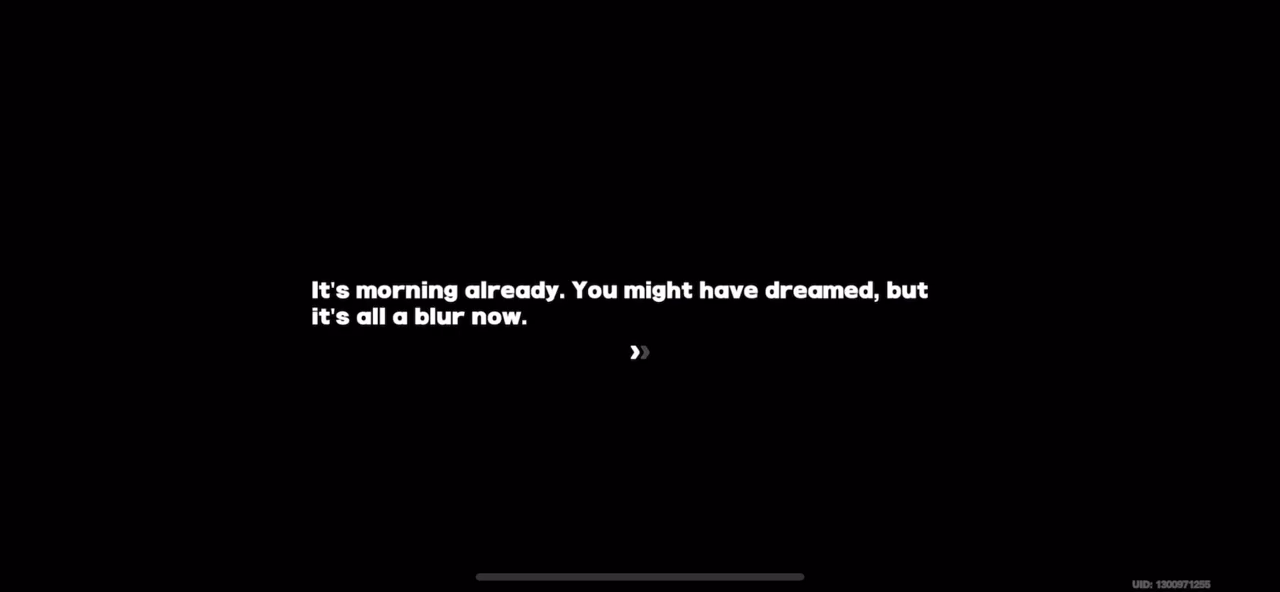 It's morning already. You might have dreamed, but
it's all a blur now.
UID: 1300971255